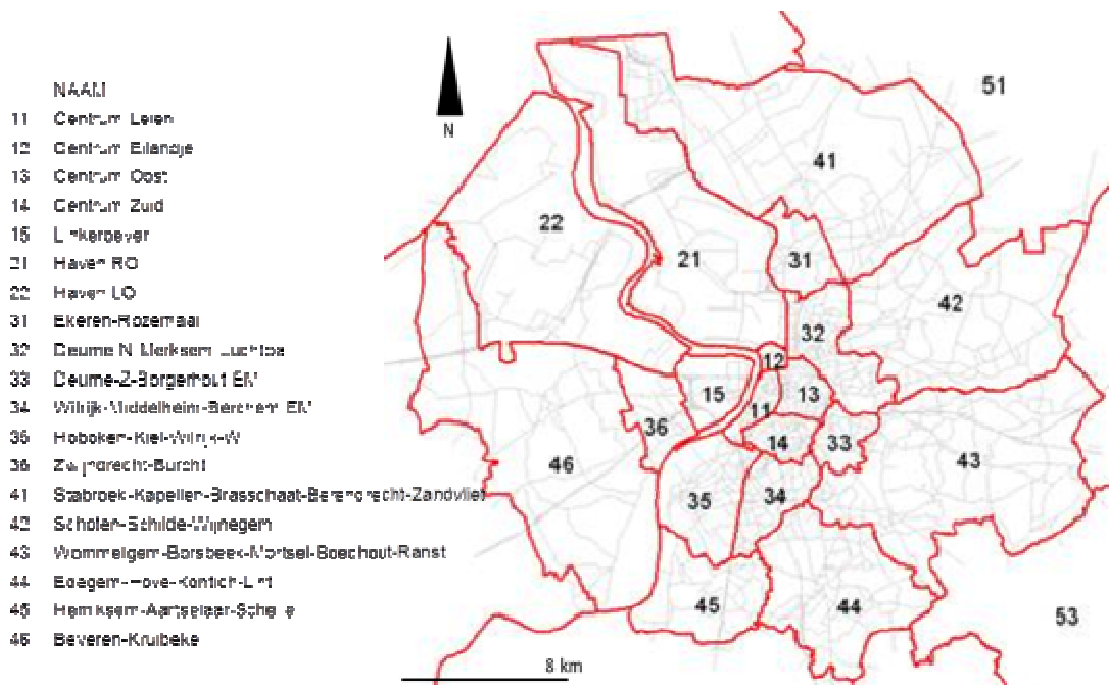 NAAM
11 Centrum Leien
12 Centrum Eilandje
13 Centrum Oost
14 Centrum Zuid
15 Linkeroever
21 Haven RO
22 Haven LO
31 Ekeren-Rozemaai
32 Deurne-N-Merksem-Luchtbal
33 Deurne-Z-Borgerhout EM
34 Wilrijk-Middelheim-Berchem EM
35 Hoboken-Kiel-Wilrijk-W
36 Zwijndrecht-Burcht
41 Stabroek-Kapellen-Brasschaat-Berendrecht-Zandvliet
42 Schoten-Schilde-Wijnegem
43 Wommelgem-Borsbeek-Mortsel-Boechout-Ranst
44 Edegem-Hove-Kontich-Lint
45 Hemiksem-Aartselaar-Schelle
46 Beveren-Kruibeke
N
51
41
22
21
31
42
32
12
15
13
11
36
14
33
46
43
35
34
45
44
53
8 km